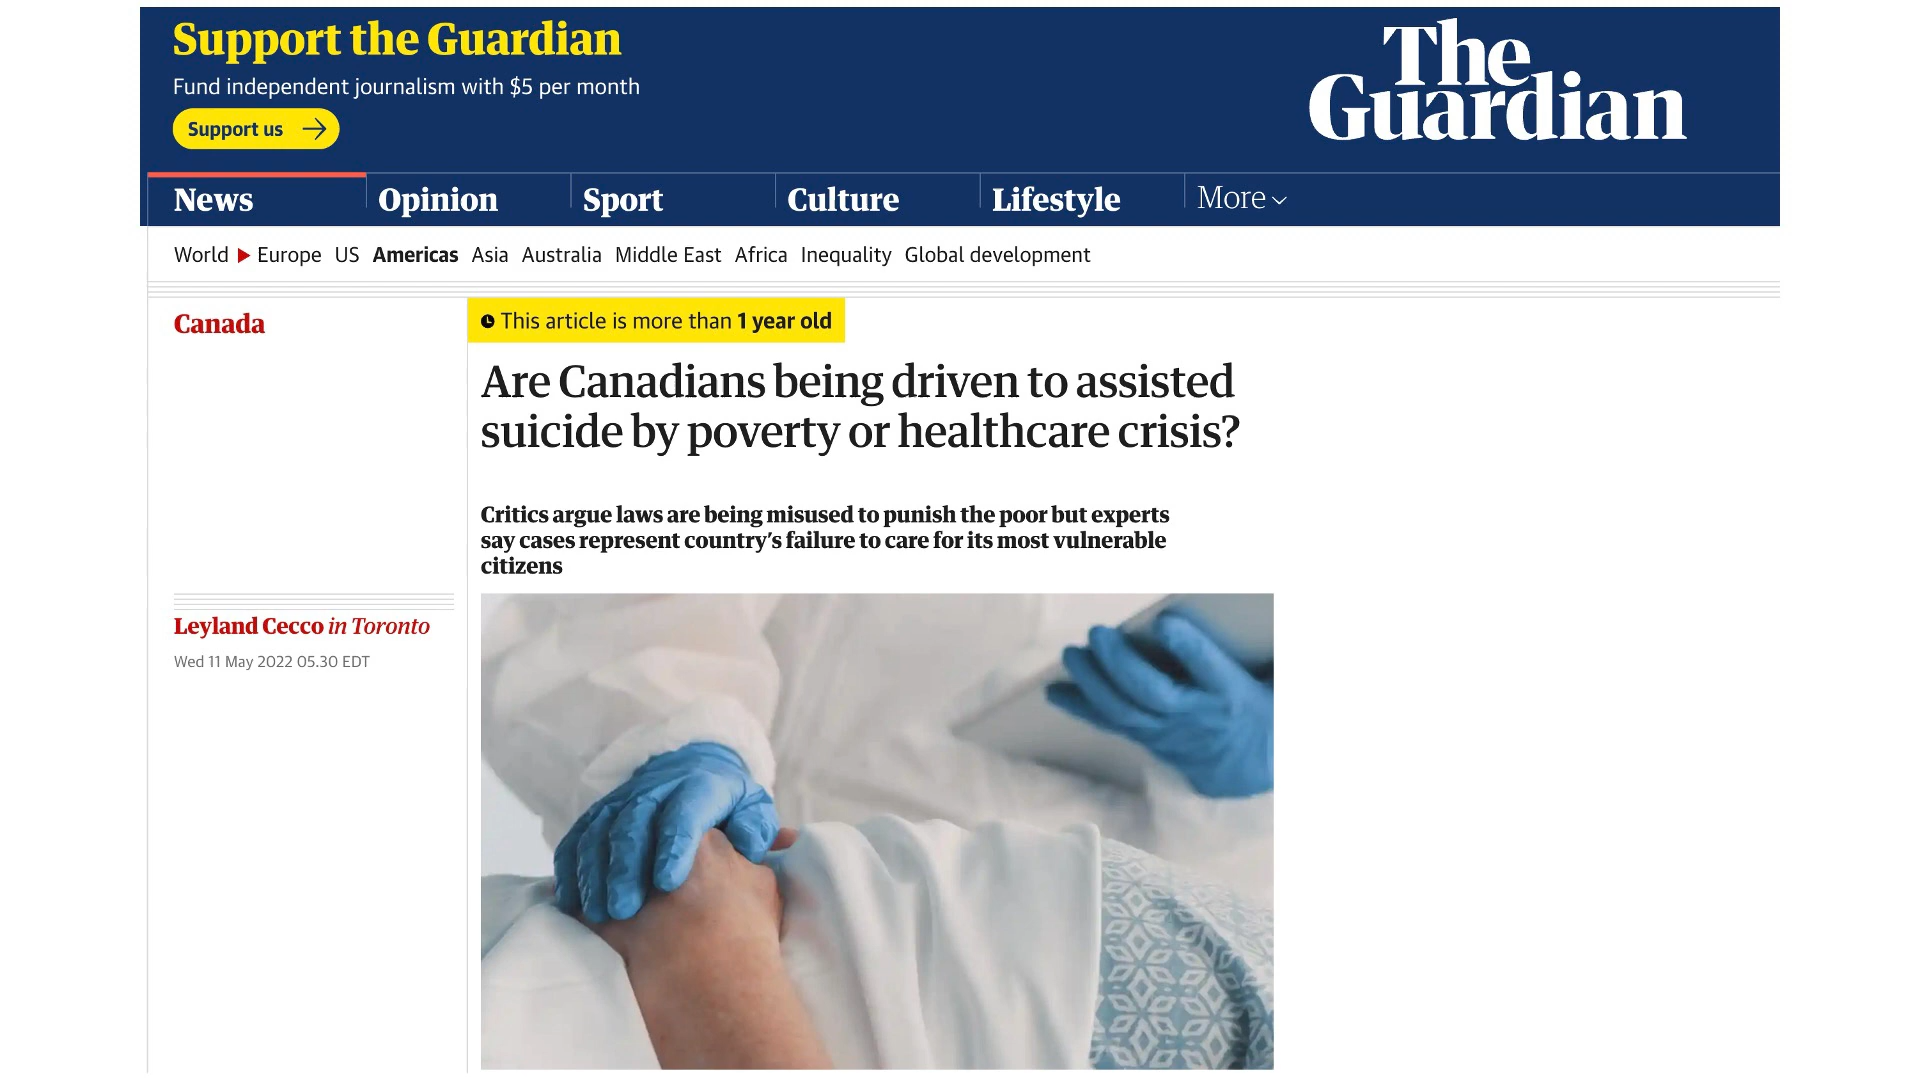 Support the Guardian
Fund independent journalism with $5 per month
Support us
The
Guardian
News
Opinion
Sport
Culture
Lifestyle
More
World Europe US Americas Asia Australia Middle East Africa Inequality Global development
Canada
This article is more than 1 year old
Are Canadians being driven to assisted
suicide by poverty or healthcare crisis?
Critics argue laws are being misused to punish the poor but experts
say cases represent country's failure to care for its most vulnerable
citizens
Leyland Cecco in Toronto
Wed 11 May 2022 05.30 EDT